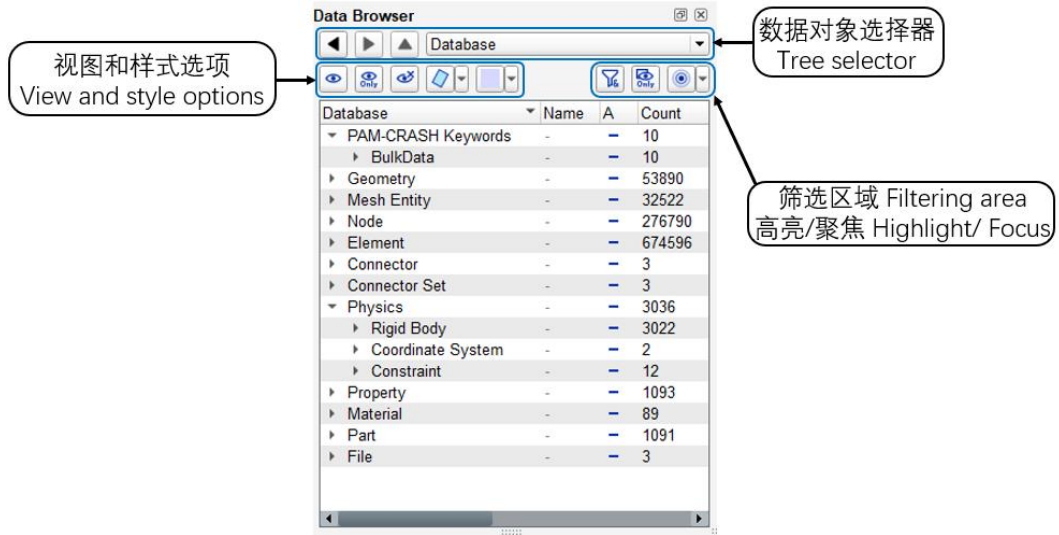 Data Browser
Database
视图和样式选项
View and style options
数据对象选择器
Tree selector
Only
Only
Database Name A Count
PAM-CRASH Keywords - 10
BulkData - 10
Geometry - 53890
Mesh Entity - 32522
Node - 276790
Element - 674596
Connector - 3
Connector Set - 3
Physics - 3036
Rigid Body - 3022
Coordinate System - 2
Constraint - 12
Property - 1093
Material - 89
Part - 1091
File - 3
筛选区域 Filtering area
高亮/聚焦 Highlight/ Focus